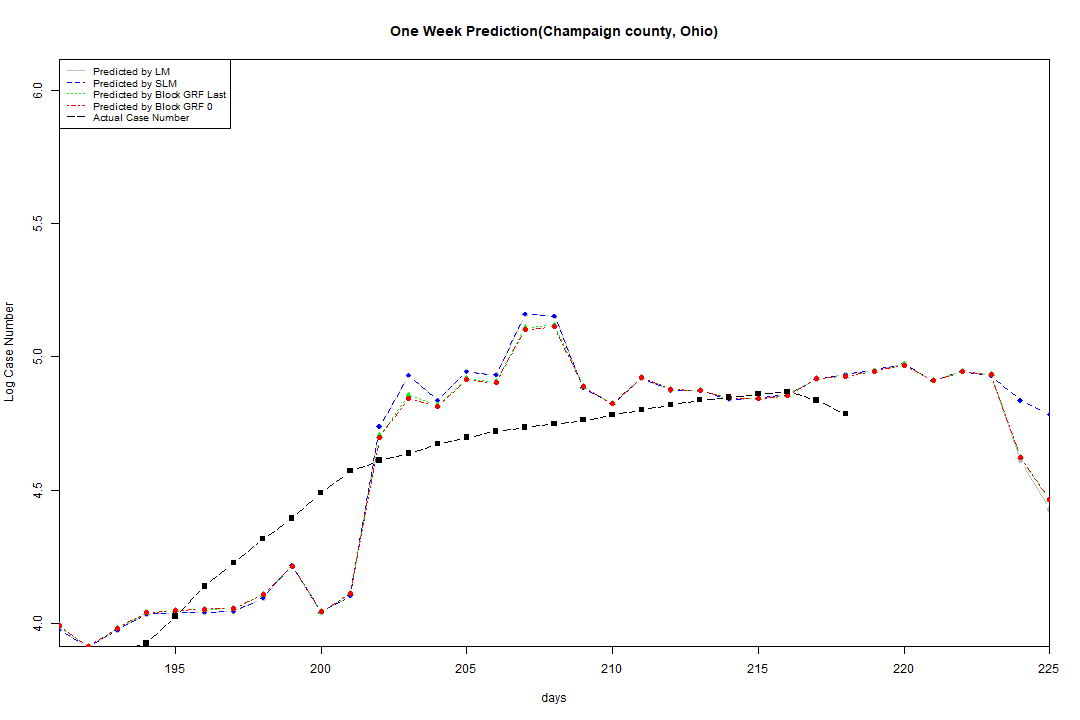 One Week Prediction(Champaign county, Ohio)
Predicted by LM
Predicted by SLM
Predicted by Block GRF Last
Predicted by Block GRF 0
Actual Case Number
6.0
5.5
5.0
4.5
4.0
Log Case Number
195 200 205 210 215 220 225
days